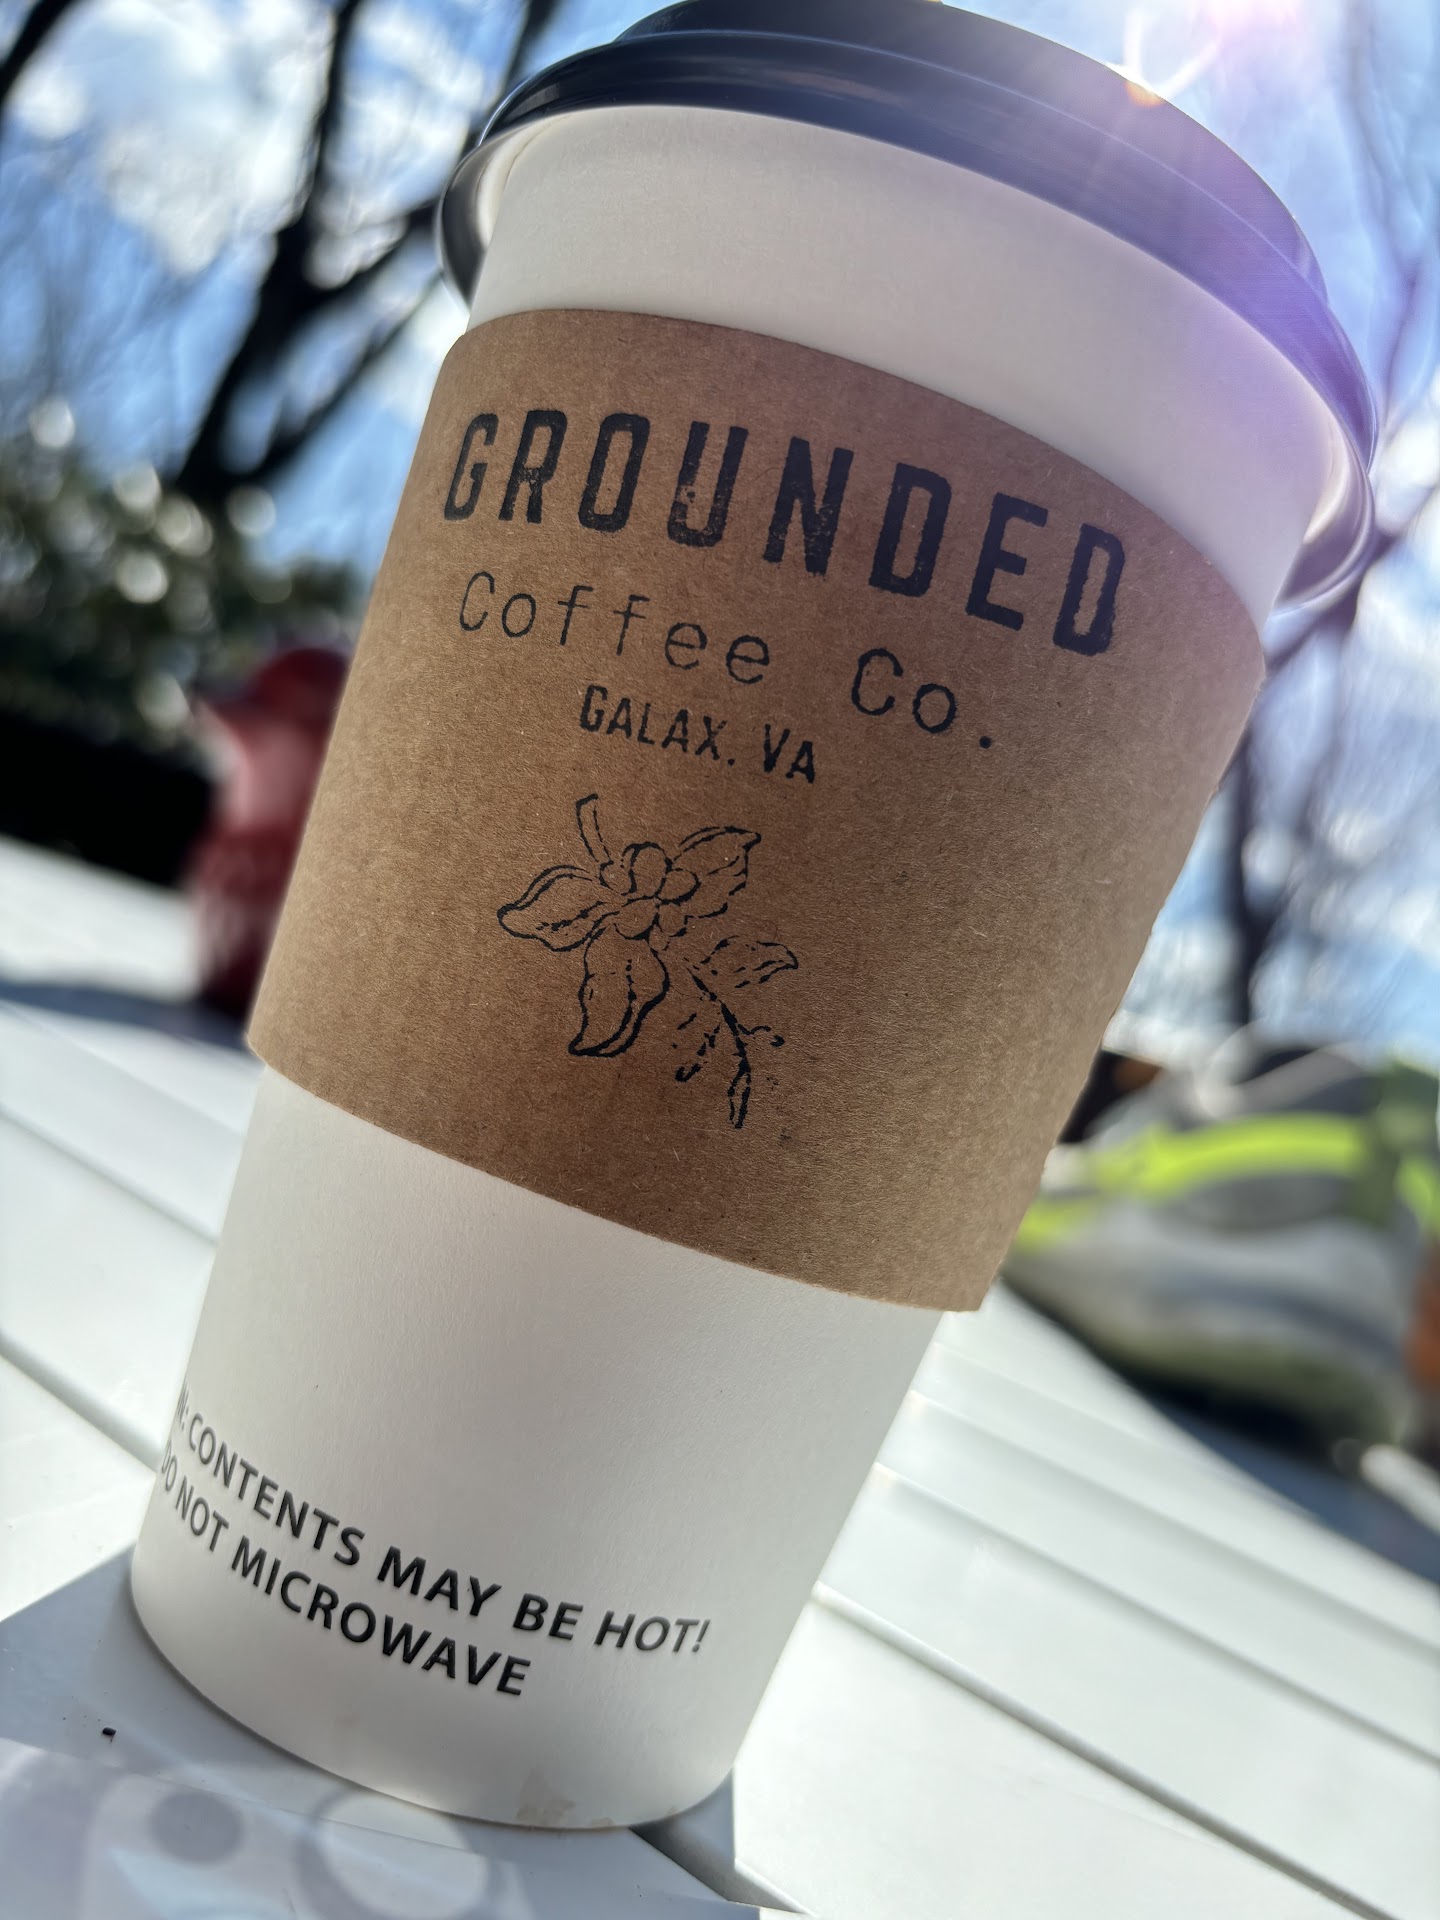 GROUNDED
Coffee Co.
GALAX, VA
CONTENTS MAY BE HOT!
DO NOT MICROWAVE